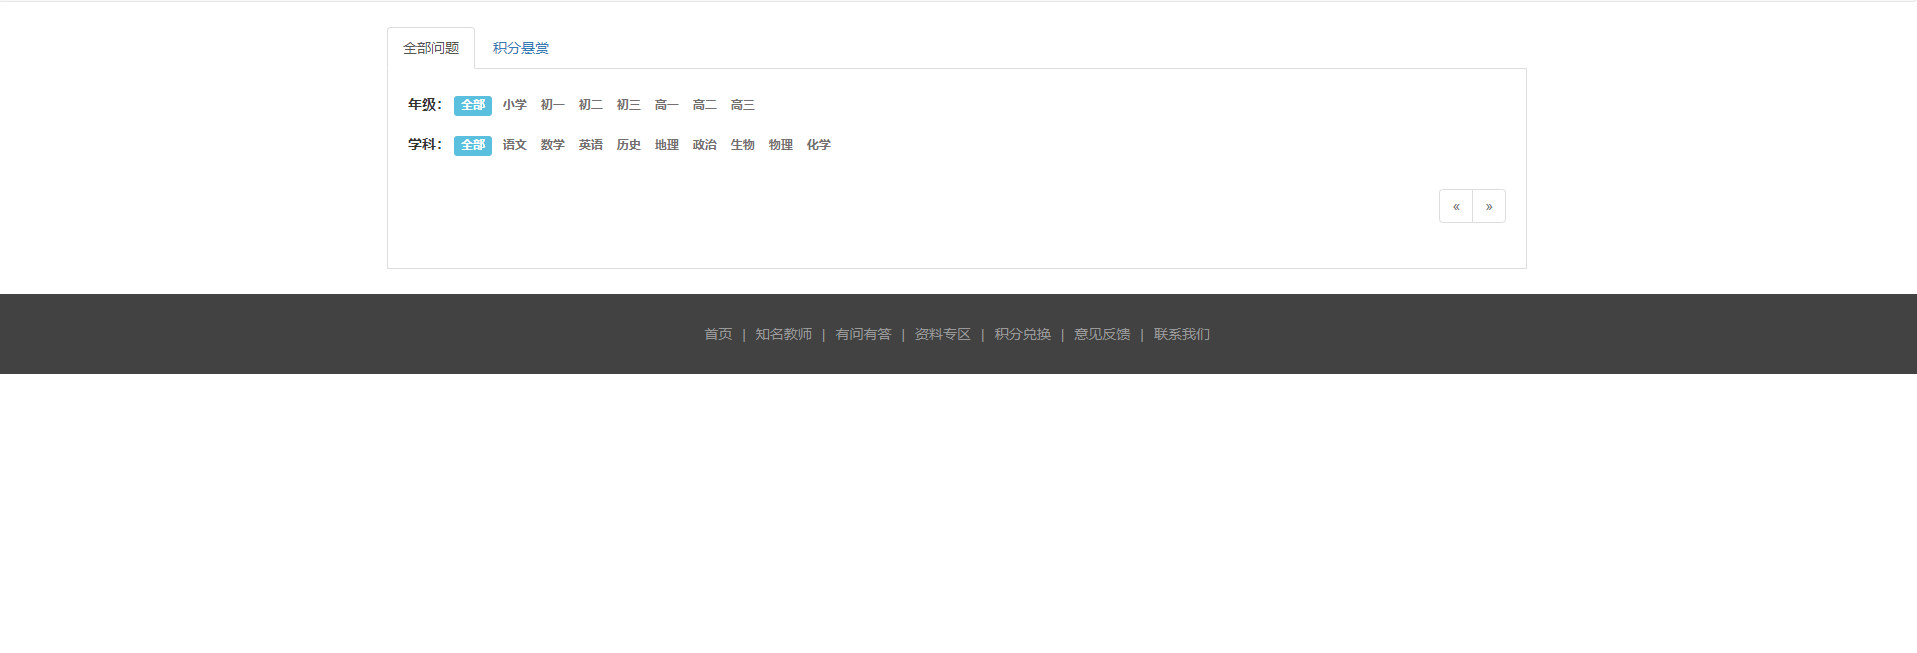 全部问题 积分悬赏
年级： 全部 小学 初一 初二 初三 高一 高二 高三
学科： 全部 语文 数学 英语 历史 地理 政治 生物 物理 化学
« »
首页 | 知名教师 | 有问有答 | 资料专区 | 积分兑换 | 意见反馈 | 联系我们